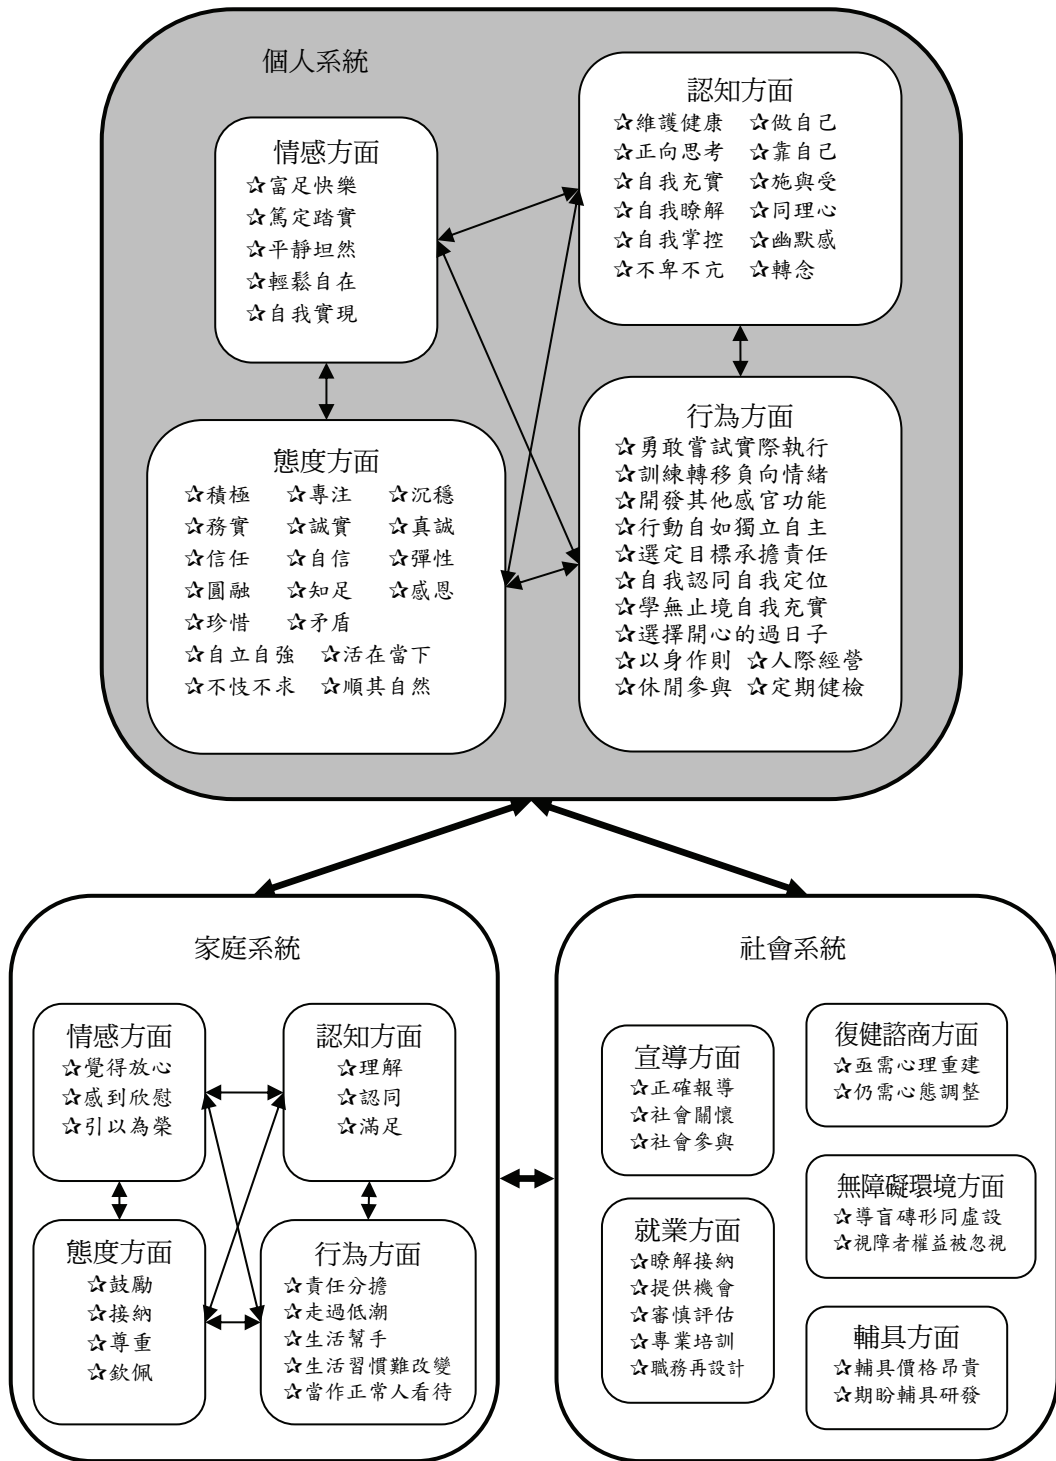 個人系統
情感方面
✰富足快樂
✰篤定踏實
✰平靜坦然
✰輕鬆自在
✰自我實現
認知方面
✰維護健康 ✰做自己
✰正向思考 ✰靠自己
✰自我充實 ✰施與受
✰自我瞭解 ✰同理心
✰自我掌控 ✰幽默感
✰不卑不亢 ✰轉念
態度方面
✰積極 ✰專注 ✰沉穩
✰務實 ✰誠實 ✰真誠
✰信任 ✰自信 ✰彈性
✰圓融 ✰知足 ✰感恩
✰珍惜 ✰矛盾
✰自立自強 ✰活在當下
✰不忮不求 ✰順其自然
行為方面
✰勇敢嘗試實際執行
✰訓練轉移負向情緒
✰開發其他感官功能
✰行動自如獨立自主
✰選定目標承擔責任
✰自我認同自我定位
✰學無止境自我充實
✰選擇開心的過日子
✰以身作則 ✰人際經營
✰休閒參與 ✰定期健檢
家庭系統
情感方面
✰覺得放心
✰感到欣慰
✰引以為榮
認知方面
✰理解
✰認同
✰滿足
態度方面
✰鼓勵
✰接納
✰尊重
✰欽佩
行為方面
✰責任分擔
✰走過低潮
✰生活幫手
✰生活習慣難改變
✰當作正常人看待
社會系統
宣導方面
✰正確報導
✰社會關懷
✰社會參與
就業方面
✰瞭解接納
✰提供機會
✰審慎評估
✰專業培訓
✰職務再設計
復健諮商方面
✰亟需心理重建
✰仍需心態調整
無障礙環境方面
✰導盲磚形同虛設
✰視障者權益被忽視
輔具方面
✰輔具價格昂貴
✰期盼輔具研發